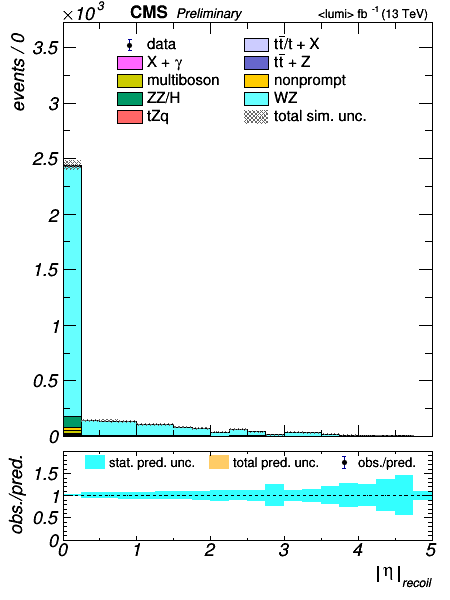 ×10³ CMS Preliminary <lumi> fb ⁻¹ (13 TeV)
events / 0
data
X + γ
multiboson
ZZ/H
tZq
tt̄/t + X
tt̄ + Z
nonprompt
WZ
total sim. unc.
3.5
3
2.5
2
1.5
1
0.5
0
stat. pred. unc. total pred. unc. obs./pred.
obs./pred.
1.5
1
0.5
0
0 1 2 3 4 5
|η|recoil